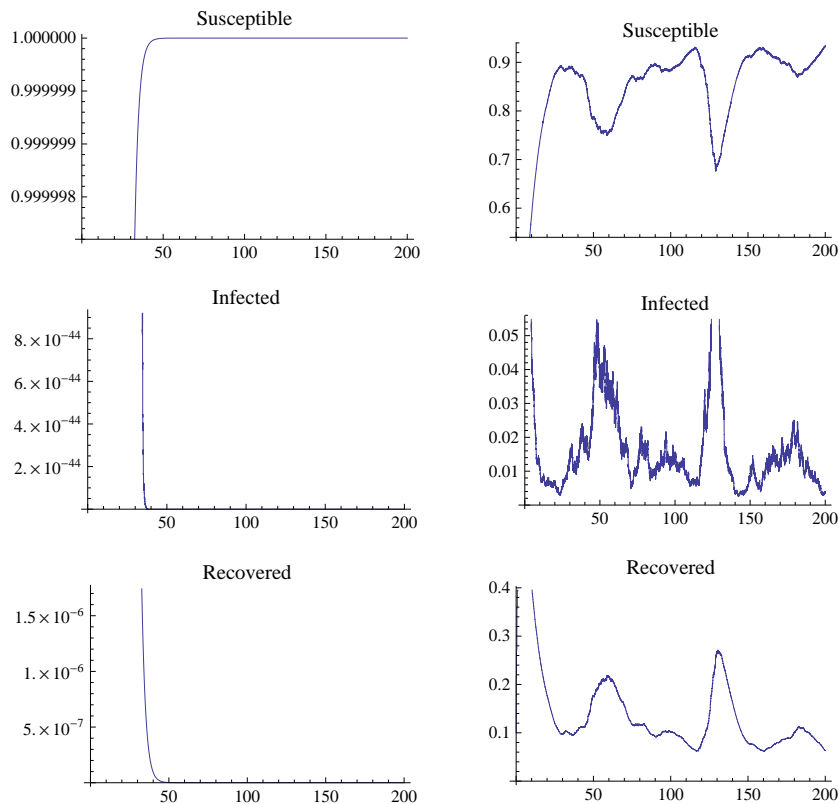 Susceptible
1.000000
0.999999
0.999999
0.999998
50 100 150 200
Susceptible
0.9
0.8
0.7
0.6
50 100 150 200
Infected
8. × 10⁻⁴⁴
6. × 10⁻⁴⁴
4. × 10⁻⁴⁴
2. × 10⁻⁴⁴
50 100 150 200
Infected
0.05
0.04
0.03
0.02
0.01
50 100 150 200
Recovered
1.5 × 10⁻⁶
1. × 10⁻⁶
5. × 10⁻⁷
50 100 150 200
Recovered
0.4
0.3
0.2
0.1
50 100 150 200